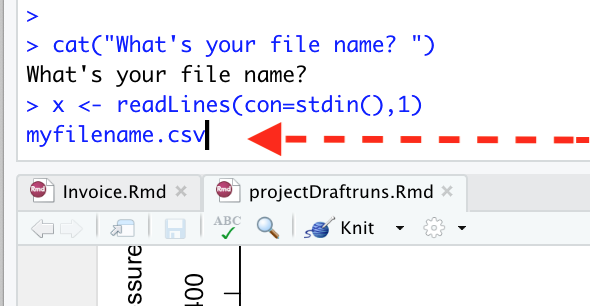 >
> cat("What's your file name? ")
What's your file name?
> x <- readLines(con=stdin(),1)
myfilename.csv
Rmd Invoice.Rmd × Rmd projectDraftruns.Rmd ×
ABC Knit
ssure
400